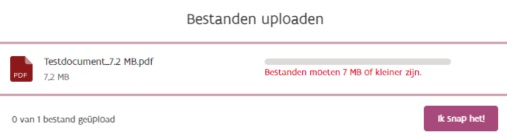 Bestanden uploaden
Testdocument_7.2 MB.pdf
PDF
7,2 MB
Bestanden moeten 7 MB of kleiner zijn.
0 van 1 bestand geüpload
Ik snap het!